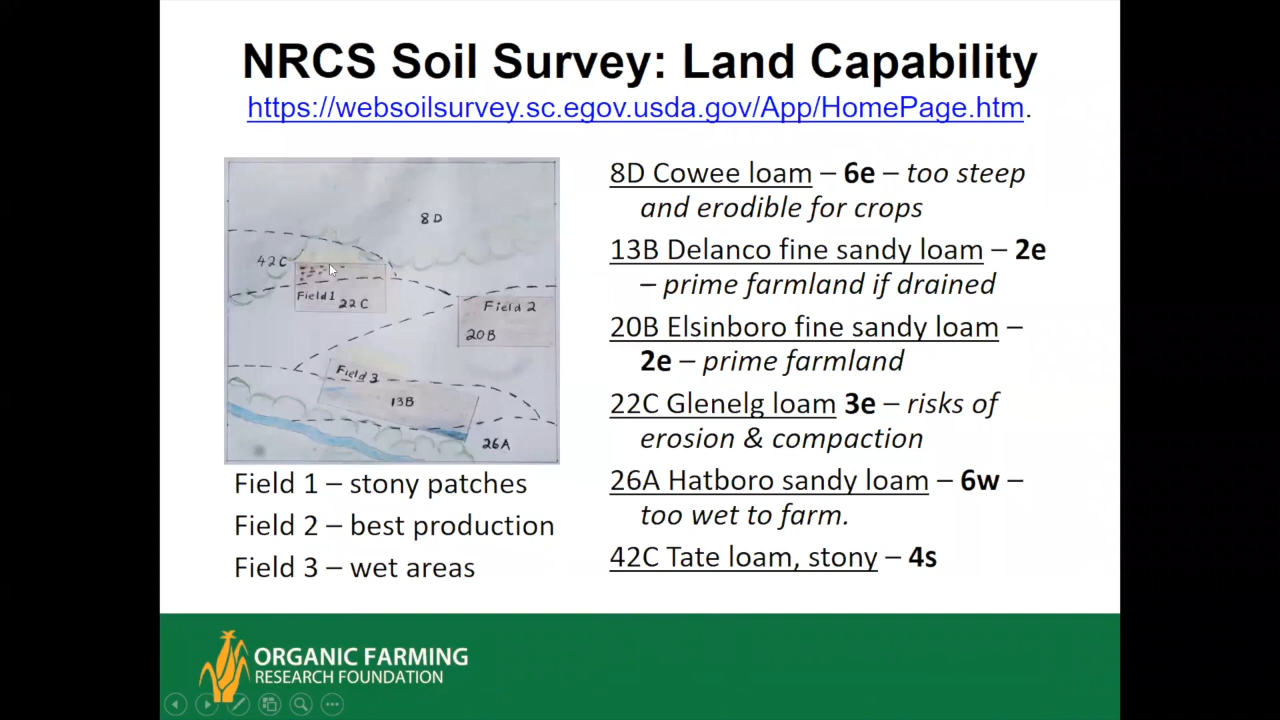 NRCS Soil Survey: Land Capability
https://websoilsurvey.sc.egov.usda.gov/App/HomePage.htm.
8D
42C
Field 1
22C
Field 2
20B
Field 3
13B
26A
Field 1 – stony patches
Field 2 – best production
Field 3 – wet areas
8D Cowee loam – 6e – too steep
and erodible for crops
13B Delanco fine sandy loam – 2e
– prime farmland if drained
20B Elsinboro fine sandy loam –
2e – prime farmland
22C Glenelg loam 3e – risks of
erosion & compaction
26A Hatboro sandy loam – 6w –
too wet to farm.
42C Tate loam, stony – 4s
ORGANIC FARMING
RESEARCH FOUNDATION